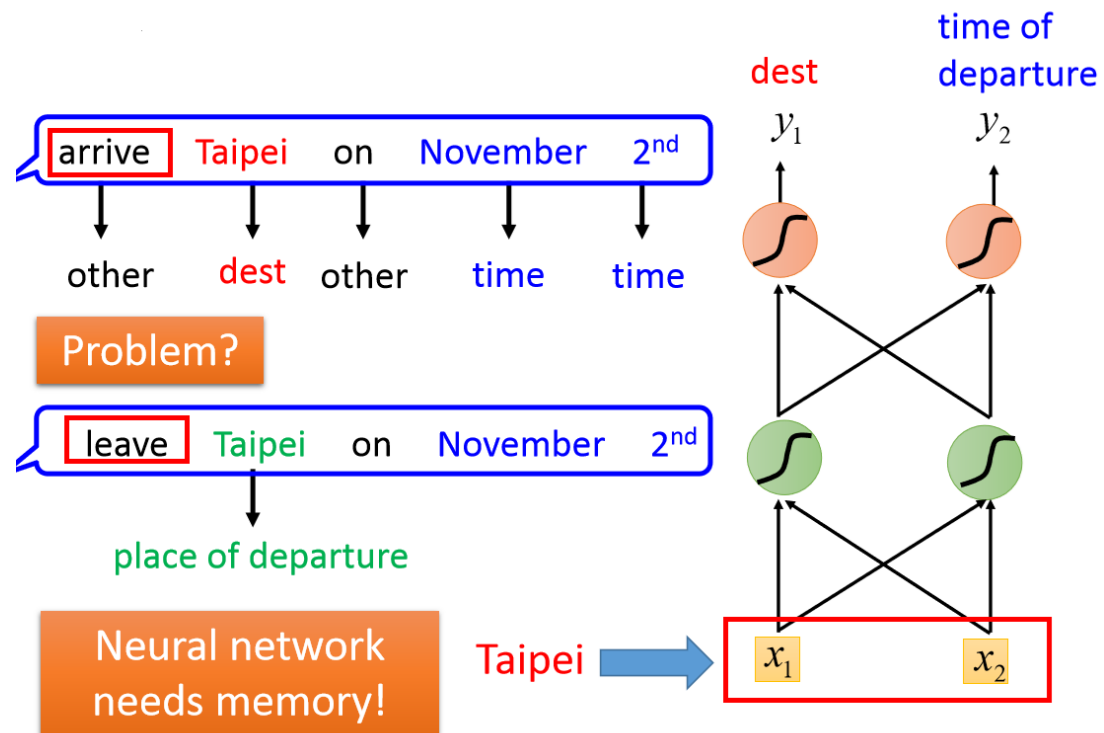 arrive Taipei on November 2nd
other dest other time time
Problem?
leave Taipei on November 2nd
place of departure
Neural network
needs memory!
dest
time of
departure
y1 y2
Taipei
x1 x2